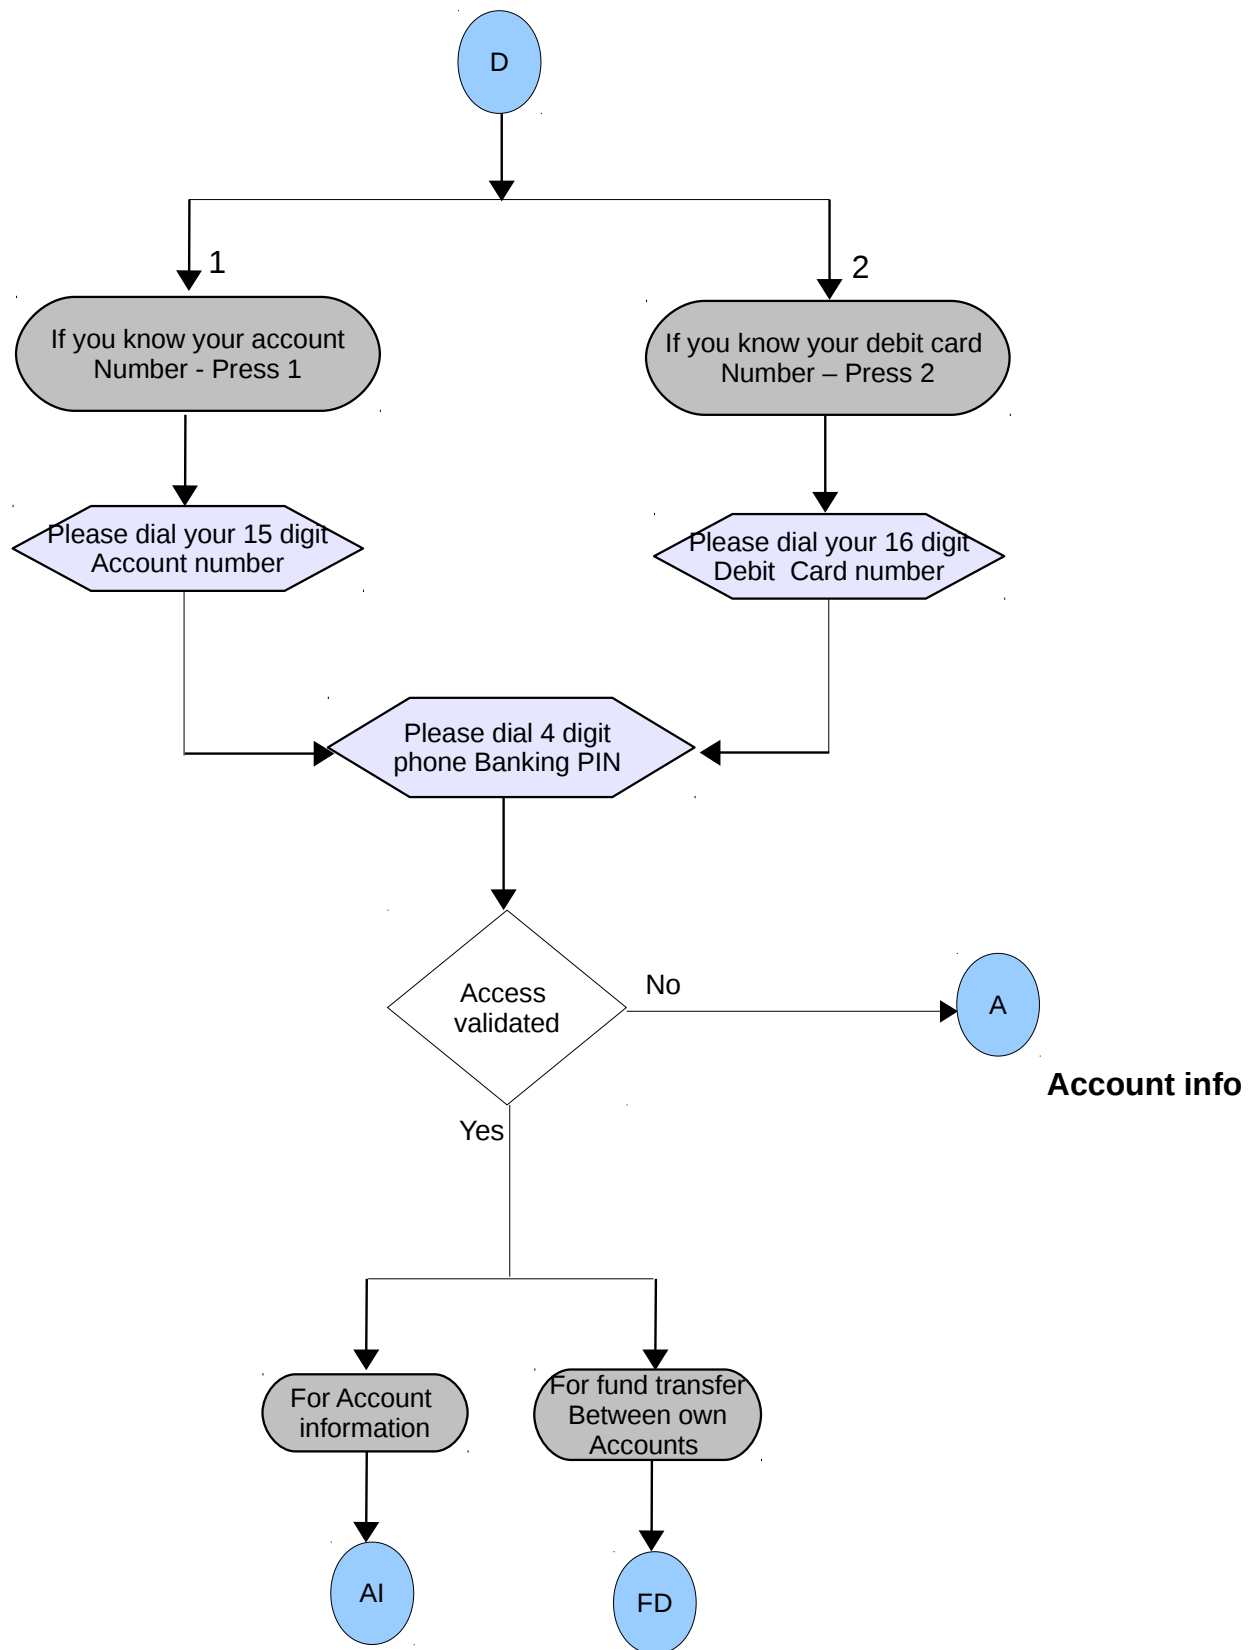 D
1
2
If you know your account
Number - Press 1
If you know your debit card
Number – Press 2
Please dial your 15 digit
Account number
Please dial your 16 digit
Debit  Card number
Please dial 4 digit
phone Banking PIN
Access
validated
No
A
Account info
Yes
For Account
information
For fund transfer
Between own
Accounts
AI
FD